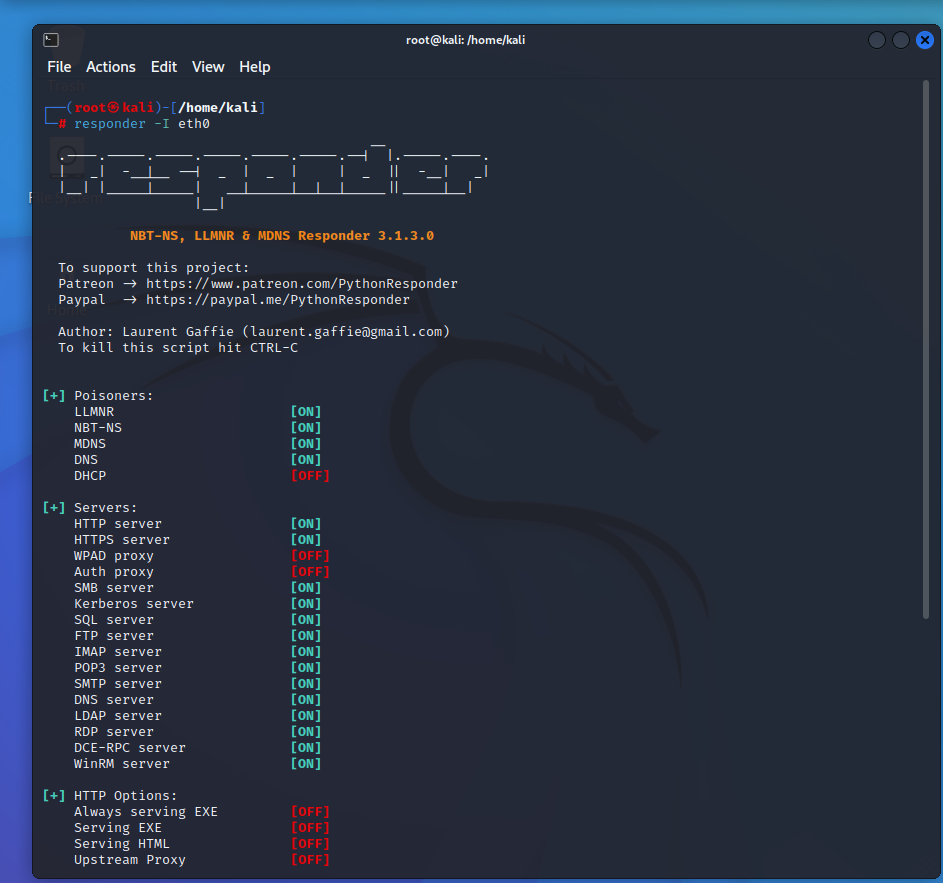 root@kali: /home/kali
File Actions Edit View Help
┌──(root㉿kali)-[/home/kali]
└─# responder -I eth0
NBT-NS, LLMNR & MDNS Responder 3.1.3.0
To support this project:
Patreon -> https://www.patreon.com/PythonResponder
Paypal -> https://paypal.me/PythonResponder
Author: Laurent Gaffie (laurent.gaffie@gmail.com)
To kill this script hit CTRL-C
[+] Poisoners:
LLMNR [ON]
NBT-NS [ON]
MDNS [ON]
DNS [ON]
DHCP [OFF]
[+] Servers:
HTTP server [ON]
HTTPS server [ON]
WPAD proxy [OFF]
Auth proxy [OFF]
SMB server [ON]
Kerberos server [ON]
SQL server [ON]
FTP server [ON]
IMAP server [ON]
POP3 server [ON]
SMTP server [ON]
DNS server [ON]
LDAP server [ON]
RDP server [ON]
DCE-RPC server [ON]
WinRM server [ON]
[+] HTTP Options:
Always serving EXE [OFF]
Serving EXE [OFF]
Serving HTML [OFF]
Upstream Proxy [OFF]
Trash
File System
Home